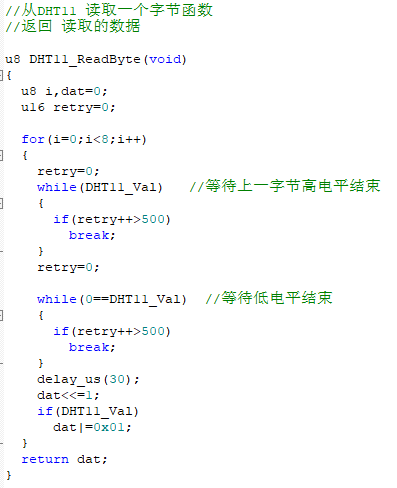 //从DHT11 读取一个字节函数
//返回 读取的数据
u8 DHT11_ReadByte(void)
{
u8 i,dat=0;
u16 retry=0;
for(i=0;i<8;i++)
{
retry=0;
while(DHT11_Val) //等待上一字节高电平结束
{
if(retry++>500)
break;
}
retry=0;
while(0==DHT11_Val) //等待低电平结束
{
if(retry++>500)
break;
}
delay_us(30);
dat<<=1;
if(DHT11_Val)
dat|=0x01;
}
return dat;
}